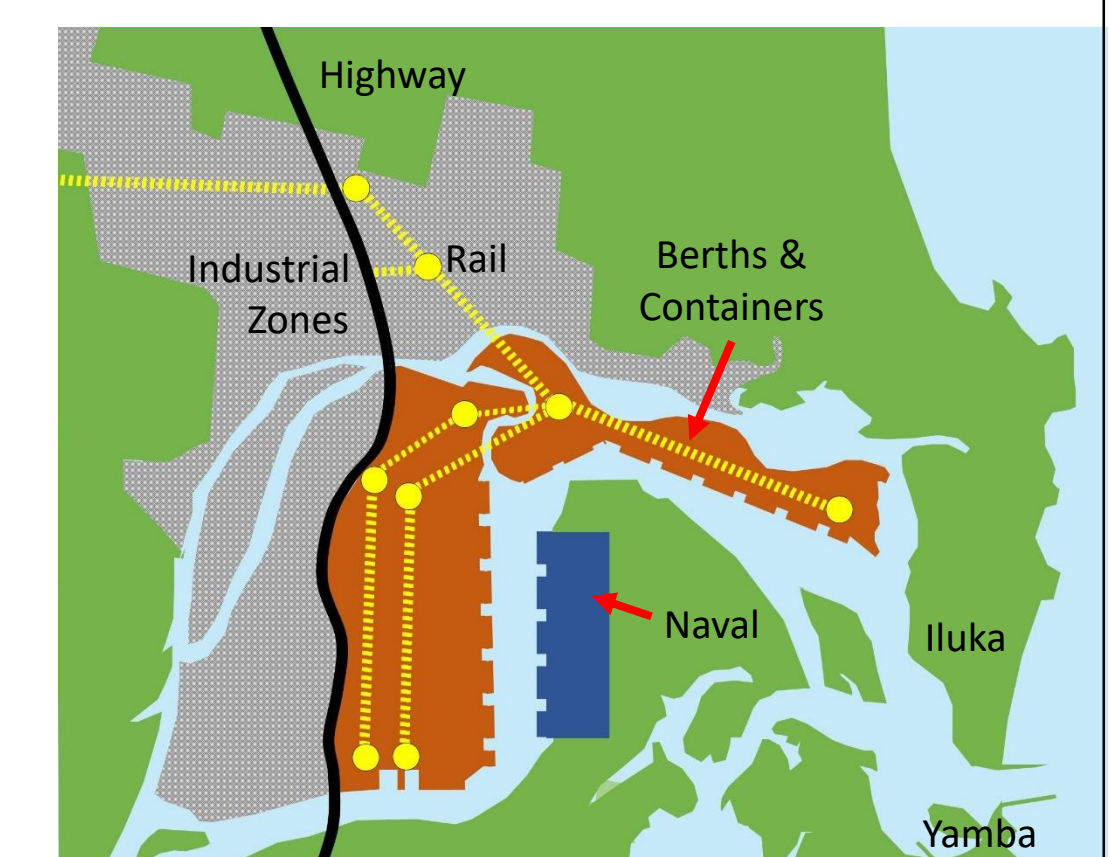 Highway
Industrial
Zones
Rail
Berths &
Containers
Naval
Iluka
Yamba